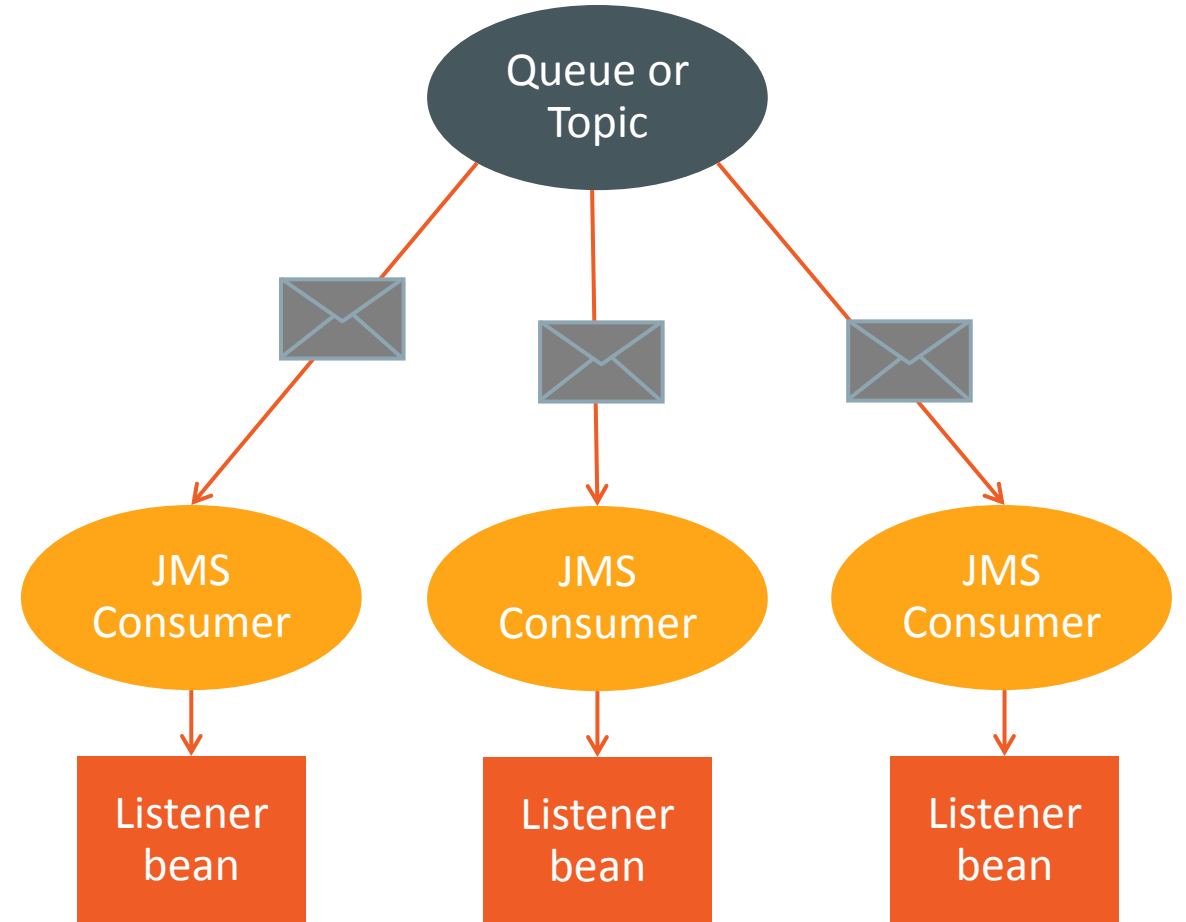 Queue or
Topic
JMS
Consumer
JMS
Consumer
JMS
Consumer
Listener
bean
Listener
bean
Listener
bean